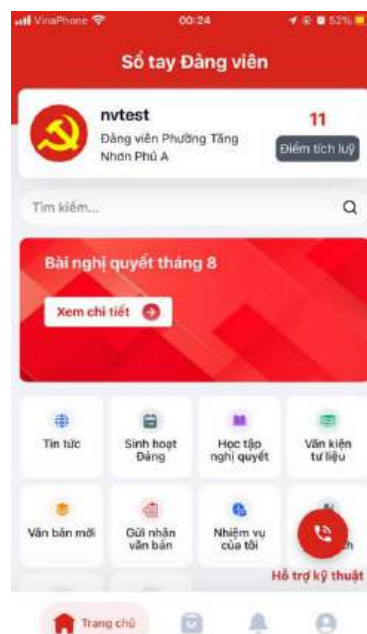 VinaPhone
00:24
52%
Sổ tay Đảng viên
nvtest
Đảng viên Phường Tăng
Nhơn Phú A
11
Điểm tích luỹ
Tìm kiếm...
Bài nghị quyết tháng 8
Xem chi tiết
Tin tức
Sinh hoạt
Đảng
Học tập
nghị quyết
Văn kiện
tư liệu
Văn bản mới
Gửi nhận
văn bản
Nhiệm vụ
của tôi
Hỗ trợ kỹ thuật
Trang chủ